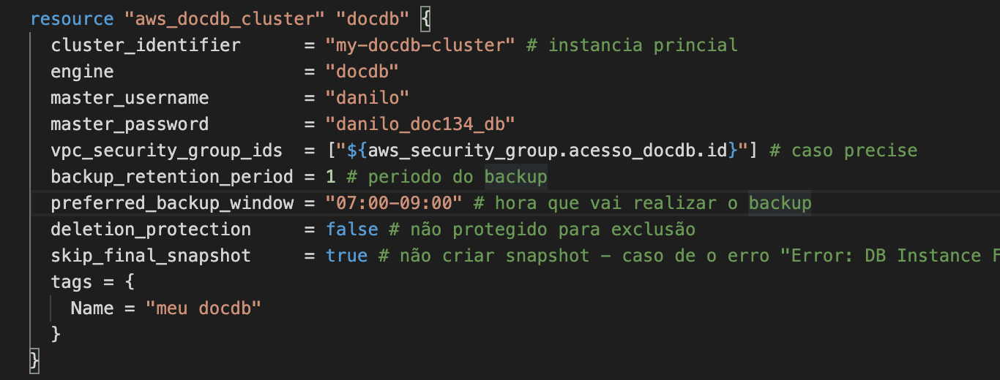 resource "aws_docdb_cluster" "docdb" {
cluster_identifier = "my-docdb-cluster" # instancia princial
engine = "docdb"
master_username = "danilo"
master_password = "danilo_doc134_db"
vpc_security_group_ids = ["${aws_security_group.acesso_docdb.id}"] # caso precise
backup_retention_period = 1 # periodo do backup
preferred_backup_window = "07:00-09:00" # hora que vai realizar o backup
deletion_protection = false # não protegido para exclusão
skip_final_snapshot = true # não criar snapshot - caso de o erro "Error: DB Instance F
tags = {
Name = "meu docdb"
}
}